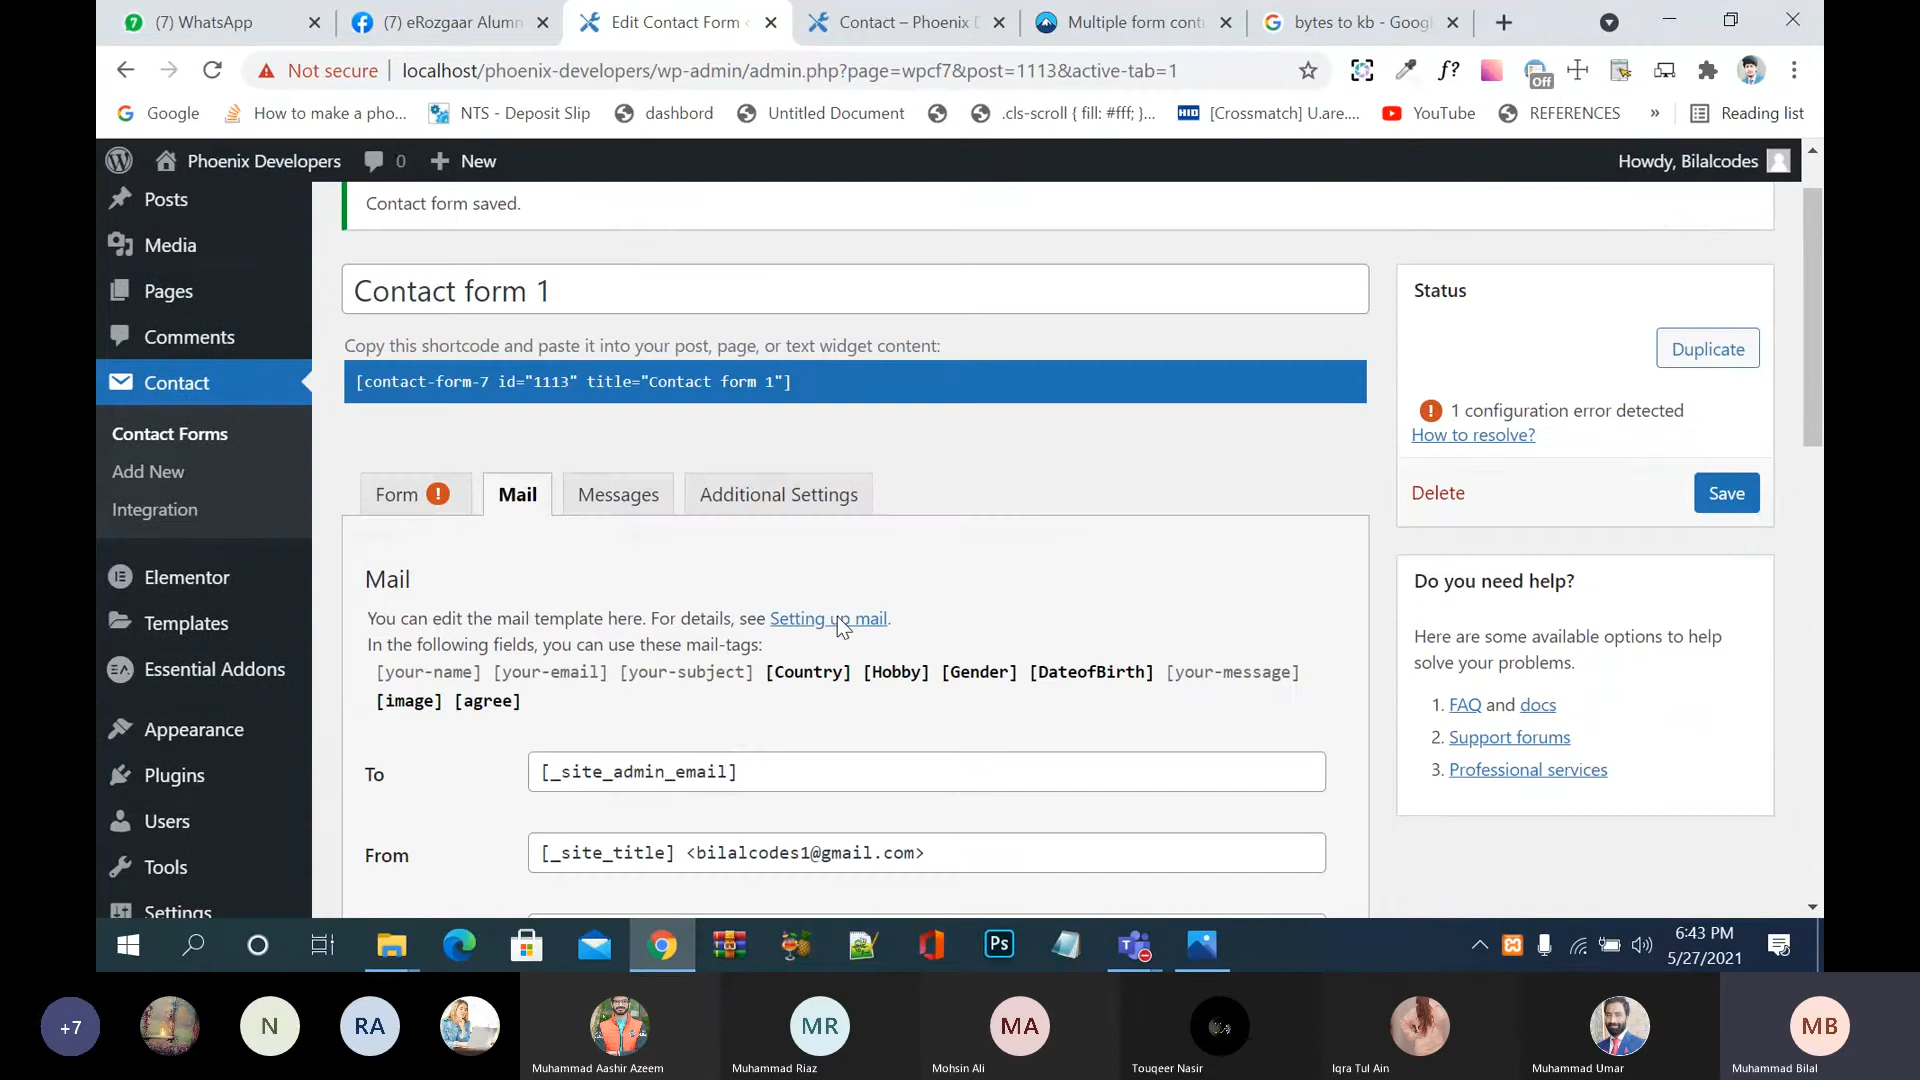 (7) WhatsApp
(7) eRozgaar Alumn
Edit Contact Form
Contact – Phoenix D
Multiple form cont
bytes to kb - Google
Not secure
localhost/phoenix-developers/wp-admin/admin.php?page=wpcf7&post=1113&active-tab=1
f?
Off
Google
How to make a pho...
NTS - Deposit Slip
dashbord
Untitled Document
.cls-scroll { fill: #fff; }...
HID
[Crossmatch] U.are....
YouTube
REFERENCES
»
Reading list
Phoenix Developers
0
New
Howdy, Bilalcodes
Posts
Media
Pages
Comments
Contact
Contact Forms
Add New
Integration
Elementor
Templates
Essential Addons
Appearance
Plugins
Users
Tools
Settings
Contact form saved.
Contact form 1
Copy this shortcode and paste it into your post, page, or text widget content:
[contact-form-7 id="1113" title="Contact form 1"]
Form
Mail
Messages
Additional Settings
Mail
You can edit the mail template here. For details, see Setting up mail.
In the following fields, you can use these mail-tags:
[your-name] [your-email] [your-subject] [Country] [Hobby] [Gender] [DateofBirth] [your-message]
[image] [agree]
To
[_site_admin_email]
From
[_site_title] <bilalcodes1@gmail.com>
Status
Duplicate
1 configuration error detected
How to resolve?
Delete
Save
Do you need help?
Here are some available options to help
solve your problems.
1. FAQ and docs
2. Support forums
3. Professional services
Ps
6:43 PM
5/27/2021
+7
N
RA
MR
MA
MB
Muhammad Aashir Azeem
Muhammad Riaz
Mohsin Ali
Touqeer Nasir
Iqra Tul Ain
Muhammad Umar
Muhammad Bilal